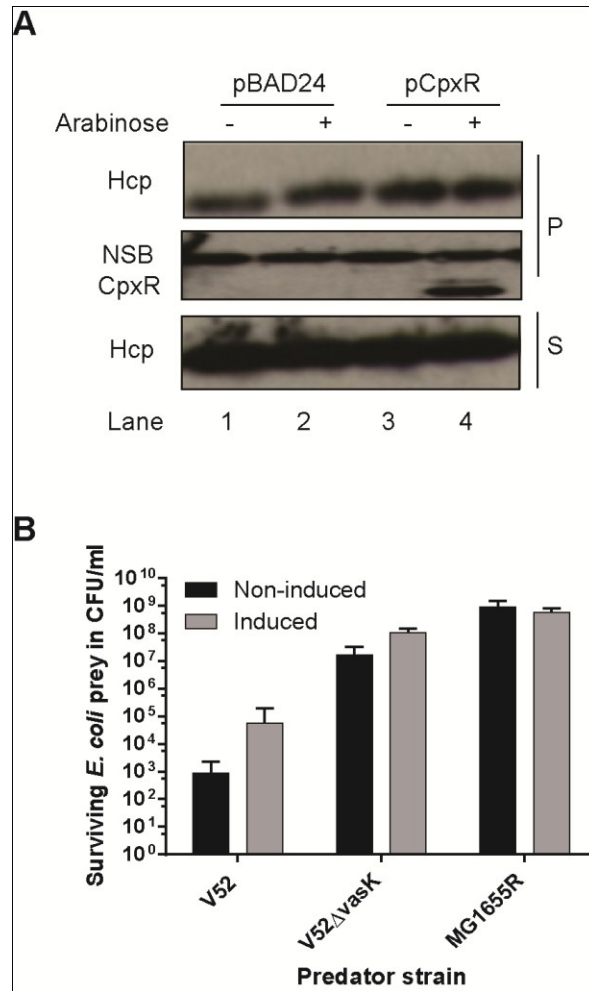 A
pBAD24 pCpxR
Arabinose - + - +
Hcp
P
NSB
CpxR
Hcp
S
Lane 1 2 3 4
B
Surviving E. coli prey in CFU/ml
10^10
10^9
10^8
10^7
10^6
10^5
10^4
10^3
10^2
10^1
10^0
Non-induced
Induced
V52
V52ΔvasK
MG1655R
Predator strain